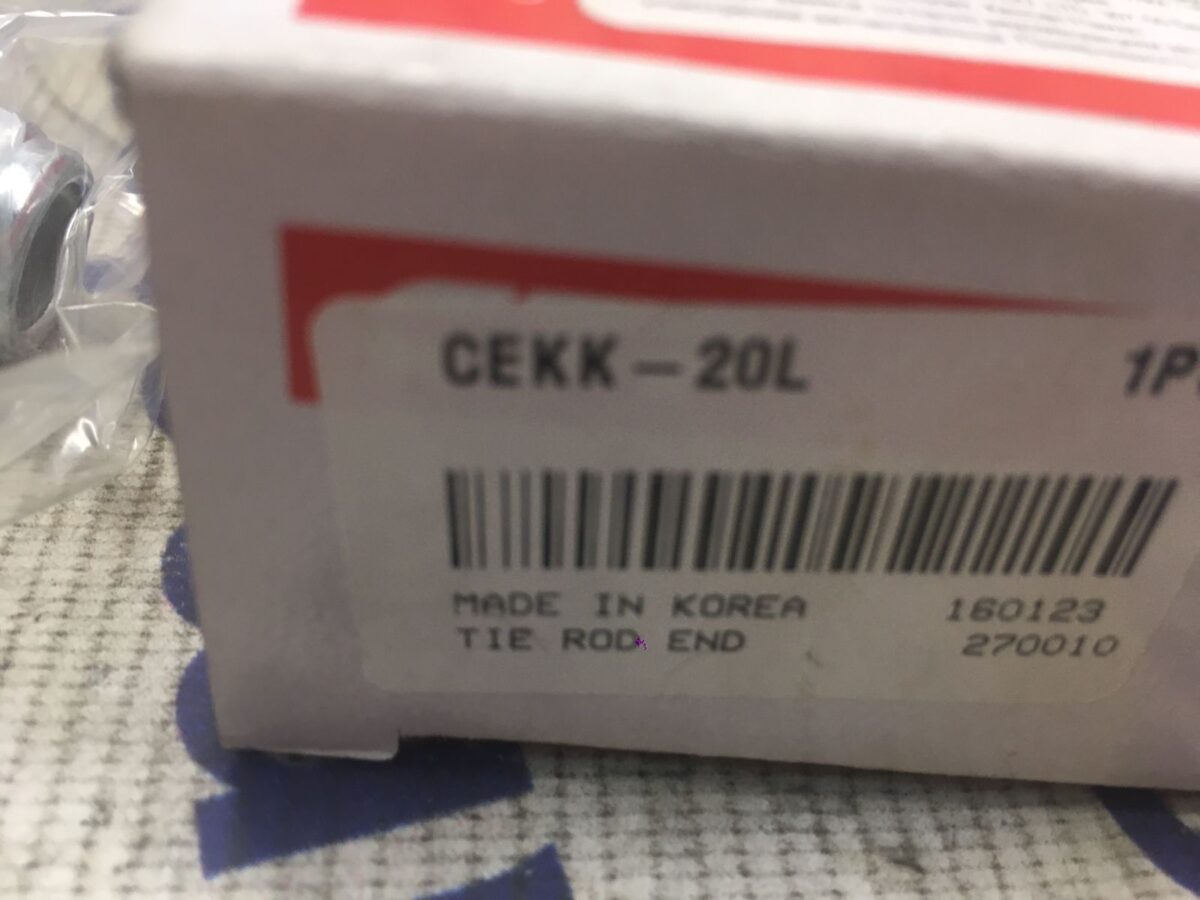 CEKK-20L
MADE IN KOREA 160123
TIE ROD END 270010